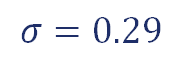 σ = 0.29